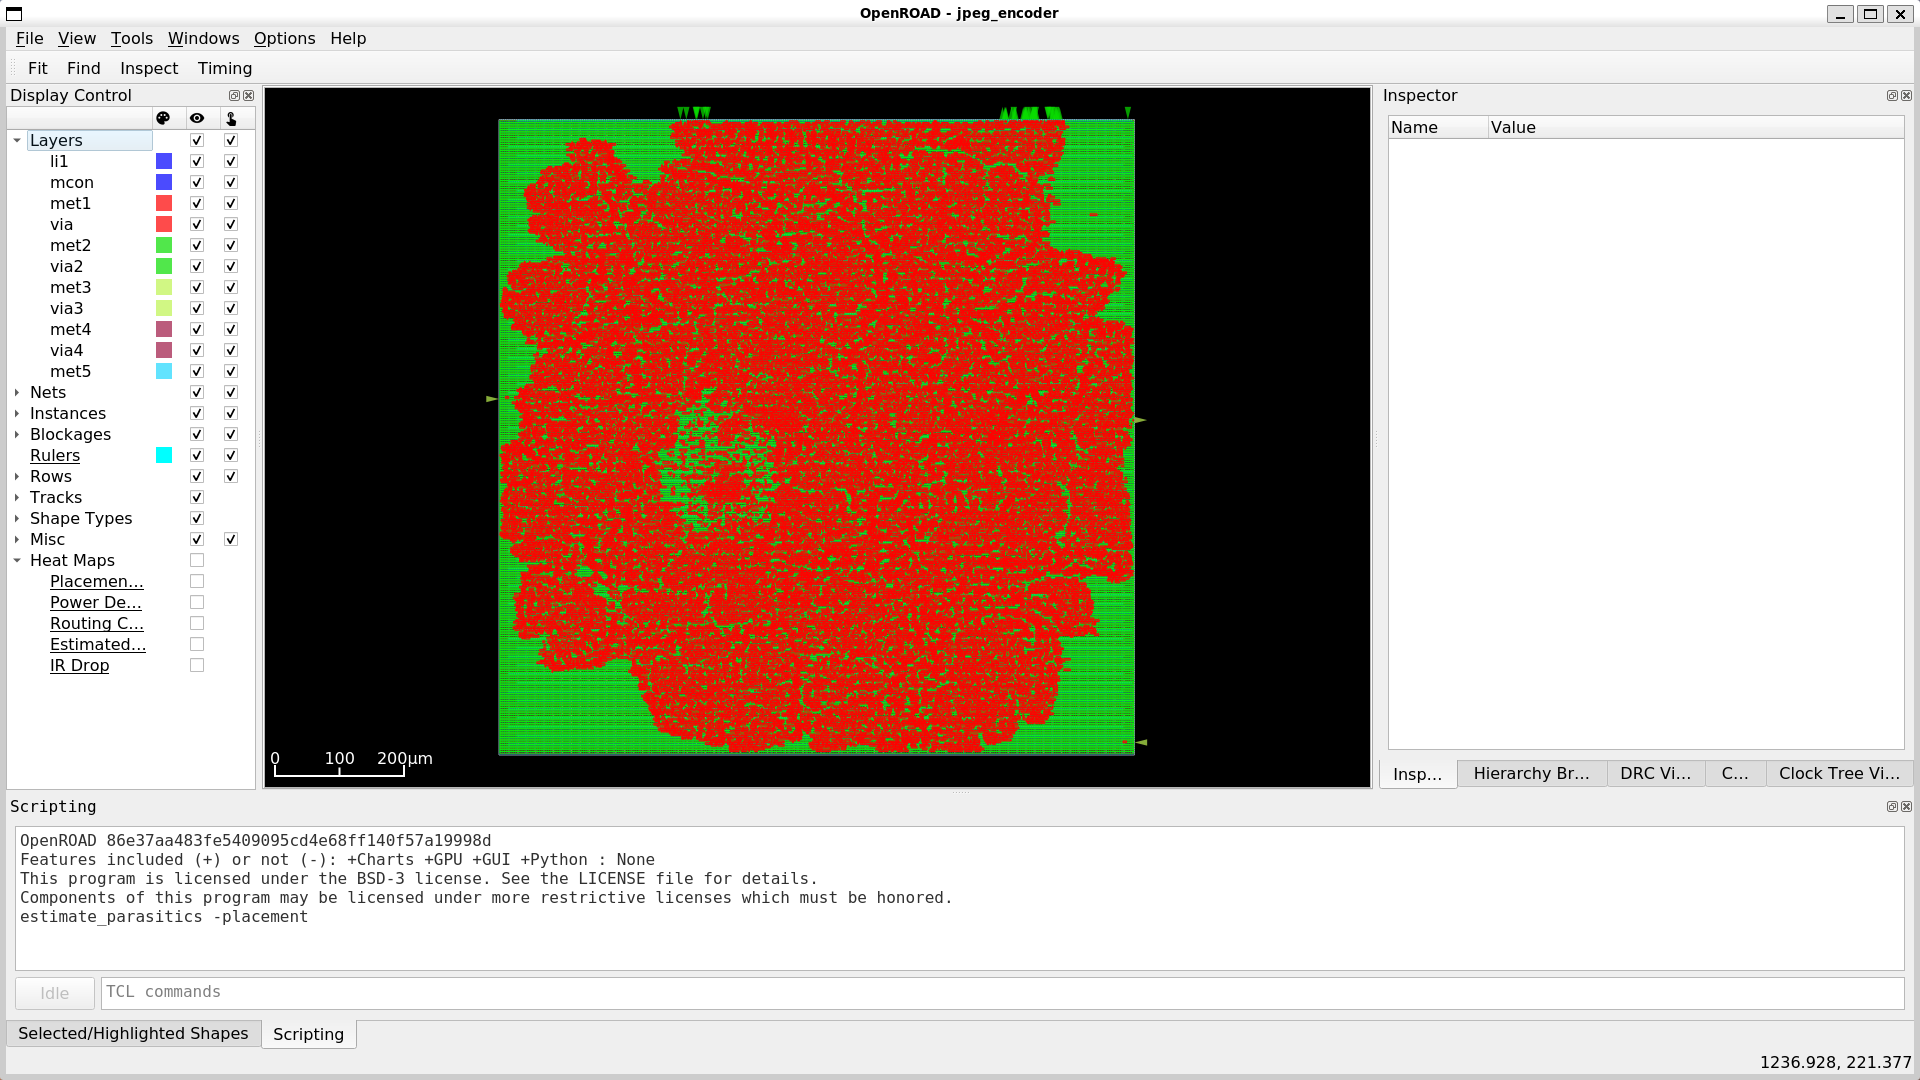 OpenROAD - jpeg_encoder
File View Tools Windows Options Help
Fit Find Inspect Timing
Display Control
Layers
li1
mcon
met1
via
met2
via2
met3
via3
met4
via4
met5
Nets
Instances
Blockages
Rulers
Rows
Tracks
Shape Types
Misc
Heat Maps
Placemen...
Power De...
Routing C...
Estimated...
IR Drop
0 100 200μm
Inspector
Name Value
Insp... Hierarchy Br... DRC Vi... C... Clock Tree Vi...
Scripting
OpenROAD 86e37aa483fe5409095cd4e68ff140f57a19998d
Features included (+) or not (-): +Charts +GPU +GUI +Python : None
This program is licensed under the BSD-3 license. See the LICENSE file for details.
Components of this program may be licensed under more restrictive licenses which must be honored.
estimate_parasitics -placement
Idle TCL commands
Selected/Highlighted Shapes Scripting
1236.928, 221.377